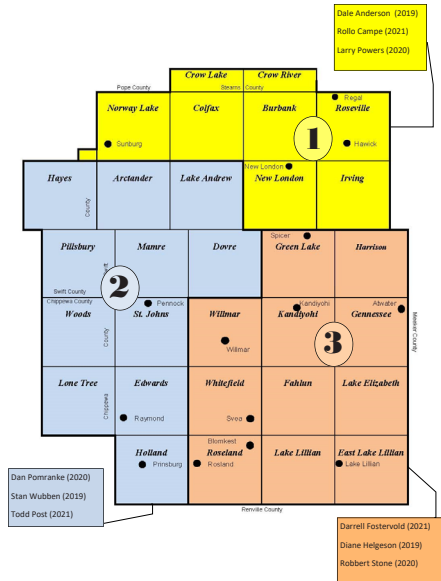 Dale Anderson (2019)
Rollo Campe (2021)
Larry Powers (2020)
Crow Lake Crow River
Pope County Stearns County
Norway Lake Colfax Burbank Roseville
Regal
Sunburg
1
Hawick
New London
Hayes Arctander Lake Andrew New London Irving
County
Spicer
Pillsbury Mamre Dovre Green Lake Harrison
Swift County
Chippewa County
2
Pennock
Kandiyohi
Atwater
Woods St. Johns Willmar Kandiyohi Gennessee
County
Willmar
3
Meeker County
Lone Tree Edwards Whitefield Fahlun Lake Elizabeth
Chippewa
Raymond
Svea
Blomkest
Holland Roseland Lake Lillian East Lake Lillian
Prinsburg
Rosland
Lake Lillian
Renville County
Dan Pomranke (2020)
Stan Wubben (2019)
Todd Post (2021)
Darrell Fostervold (2021)
Diane Helgeson (2019)
Robbert Stone (2020)